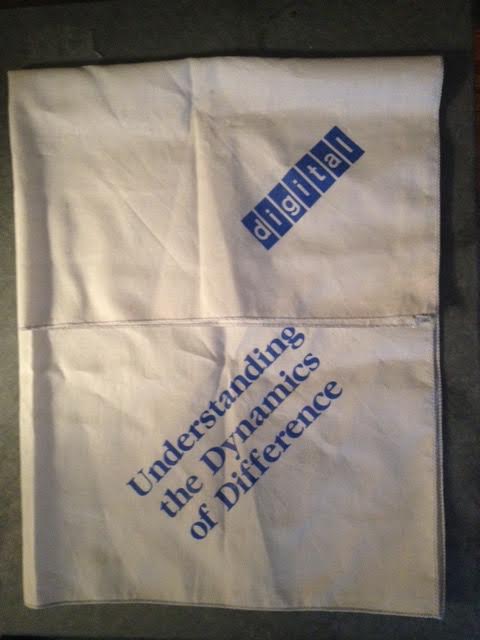 digital
Understanding
the Dynamics
of Difference